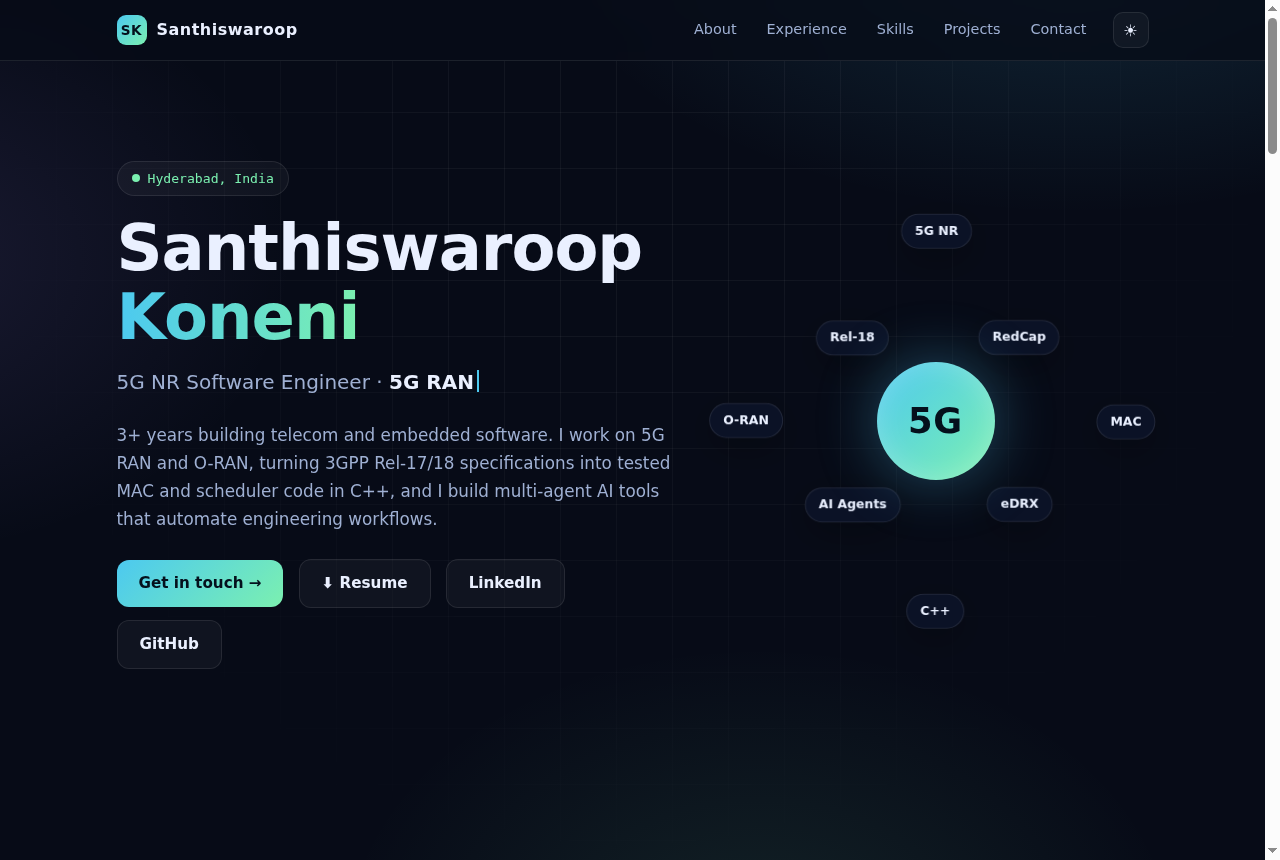 SK Santhiswaroop
About Experience Skills Projects Contact ☀
Hyderabad, India
Santhiswaroop
Koneni
5G NR Software Engineer · 5G RAN
3+ years building telecom and embedded software. I work on 5G
RAN and O-RAN, turning 3GPP Rel-17/18 specifications into tested
MAC and scheduler code in C++, and I build multi-agent AI tools
that automate engineering workflows.
Get in touch → ⬇ Resume LinkedIn
GitHub
5G NR
Rel-18 RedCap
O-RAN 5G MAC
AI Agents eDRX
C++